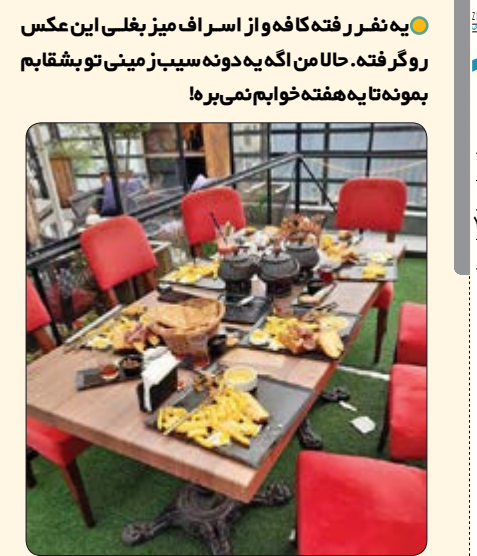 یه نفر رفته کافه و از اسراف میز بغلی این عکس
رو گرفته. حالا من اگه یه دونه سیب زمینی تو بشقابم
بمونه تا یه هفته خوابم نمی‌بره!